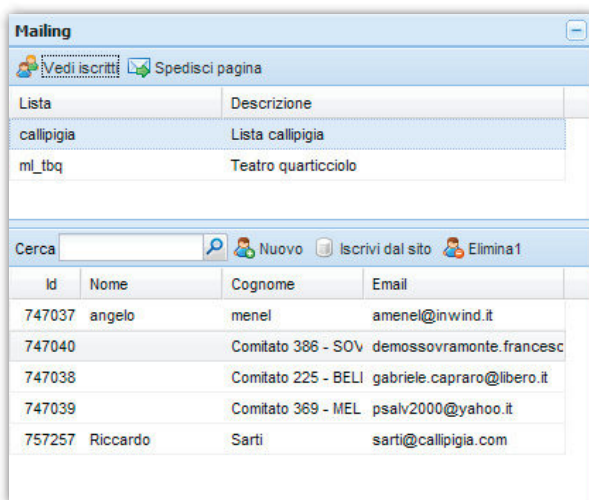 Mailing
Vedi iscritti Spedisci pagina
Lista Descrizione
callipigia Lista callipigia
ml_tbq Teatro quarticciolo
Cerca Nuovo Iscrivi dal sito Elimina1
Id Nome Cognome Email
747037 angelo menel amenel@inwind.it
747040 Comitato 386 - SOV demossovramonte.francesc
747038 Comitato 225 - BELI gabriele.capraro@libero.it
747039 Comitato 369 - MEL psalv2000@yahoo.it
757257 Riccardo Sarti sarti@callipigia.com